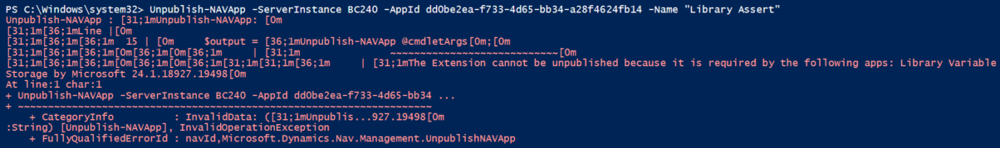 PS C:\Windows\system32> Unpublish-NAVApp -ServerInstance BC240 -AppId dd0be2ea-f733-4d65-bb34-a28f4624fb14 -Name "Library Assert"
Unpublish-NAVApp : [31;1mUnpublish-NAVApp: [0m
[31;1m[36;1mLine |[0m
[31;1m[36;1m[36;1m  15 | [0m     $output = [36;1mUnpublish-NAVApp @cmdletArgs[0m;[0m
[31;1m[36;1m[36;1m[0m[36;1m[0m[36;1m     | [31;1m               ~~~~~~~~~~~~~~~~~~~~~~~~~~~~[0m
[31;1m[36;1m[36;1m[0m[36;1m[0m[36;1m[31;1m[31;1m[36;1m     | [31;1mThe Extension cannot be unpublished because it is required by the following apps: Library Variable
Storage by Microsoft 24.1.18927.19498[0m
At line:1 char:1
+ Unpublish-NAVApp -ServerInstance BC240 -AppId dd0be2ea-f733-4d65-bb34 ...
+ ~~~~~~~~~~~~~~~~~~~~~~~~~~~~~~~~~~~~~~~~~~~~~~~~~~~~~~~~~~~~~~~~~~~~~
    + CategoryInfo          : InvalidData: ([31;1mUnpublis...927.19498[0m
:String) [Unpublish-NAVApp], InvalidOperationException
    + FullyQualifiedErrorId : navId,Microsoft.Dynamics.Nav.Management.UnpublishNAVApp